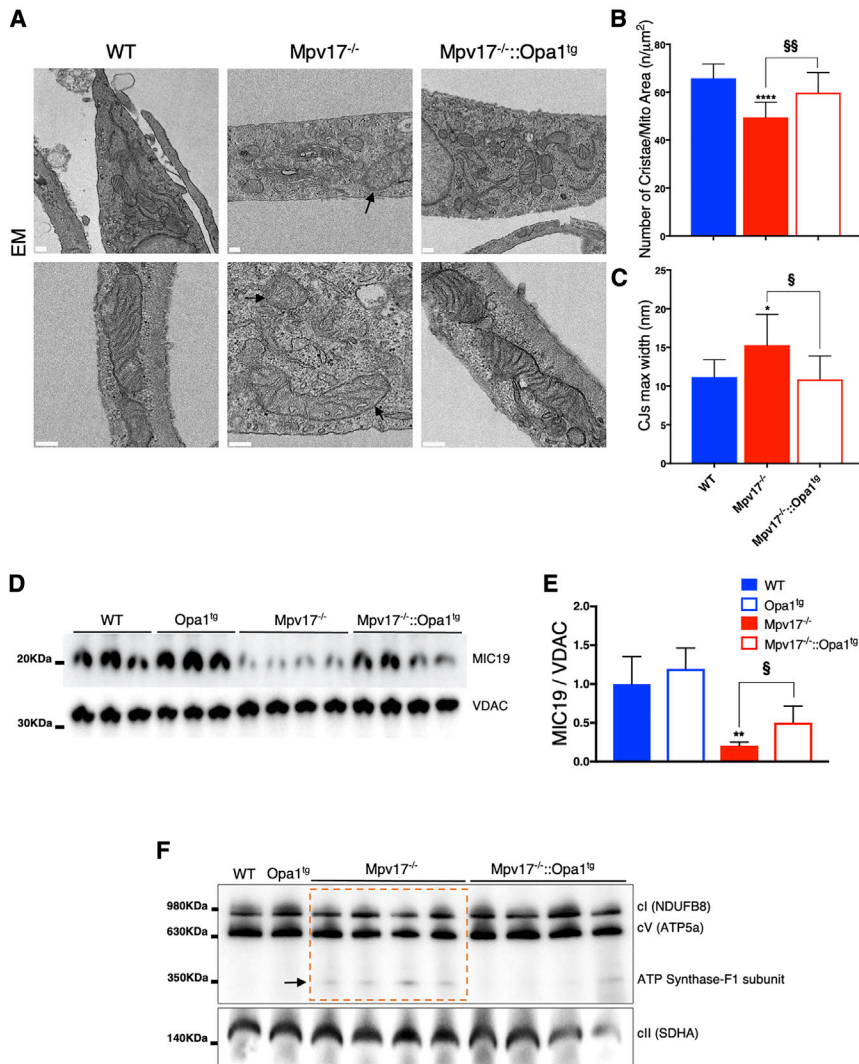 A
WT
Mpv17-/-
Mpv17-/-::Opa1tg
EM
B
Number of Cristae/Mito Area (n/μm2)
80
60
40
20
0
****
§§
C
CJs max width (nm)
25
20
15
10
5
0
*
§
WT
Mpv17-/-
Mpv17-/-::Opa1tg
D
WT
Opa1tg
Mpv17-/-
Mpv17-/-::Opa1tg
20KDa
MIC19
30KDa
VDAC
E
WT
Opa1tg
Mpv17-/-
Mpv17-/-::Opa1tg
MIC19 / VDAC
2.0
1.5
1.0
0.5
0.0
**
§
F
WT
Opa1tg
Mpv17-/-
Mpv17-/-::Opa1tg
980KDa
cI (NDUFB8)
630KDa
cV (ATP5a)
350KDa
ATP Synthase-F1 subunit
140KDa
cII (SDHA)